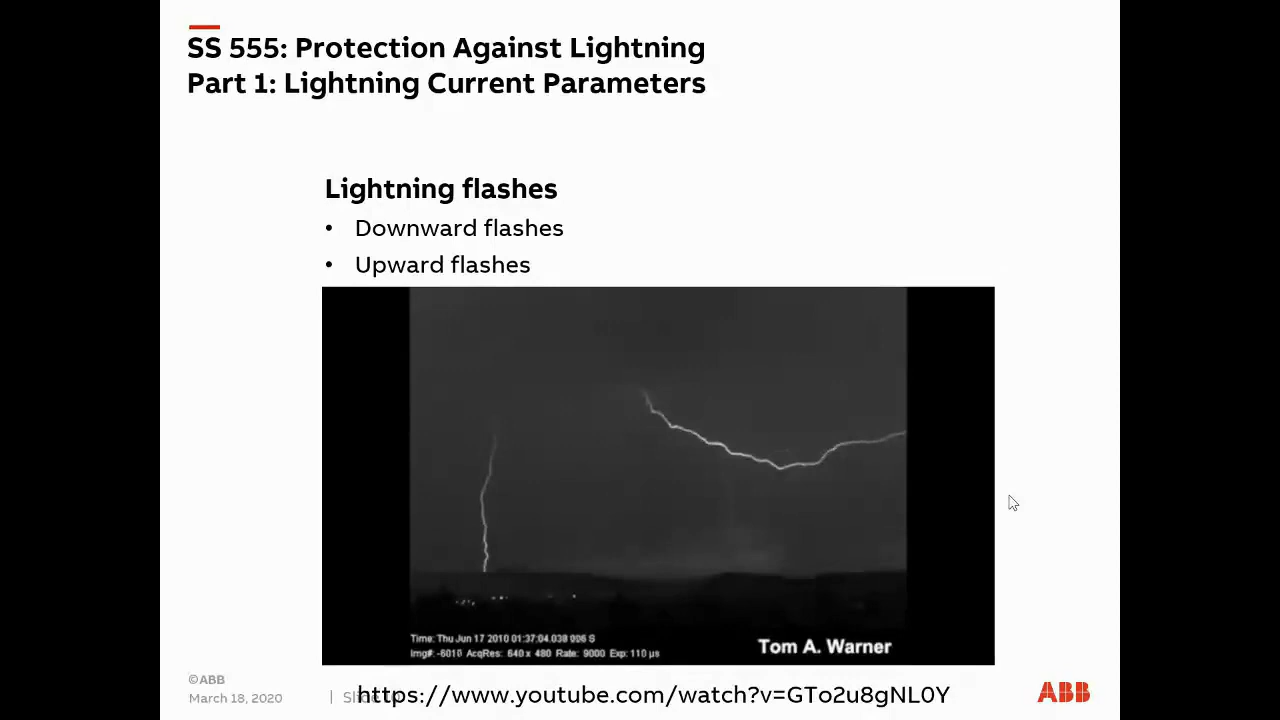 SS 555: Protection Against Lightning
Part 1: Lightning Current Parameters
Lightning flashes
• Downward flashes
• Upward flashes
Time: Thu Jun 17 2010 01:37:04.038 996 S
Img#: -6010 AcqRes: 640 x 480 Rate: 9000 Exp: 110 µs
Tom A. Warner
©ABB
March 18, 2020 | https://www.youtube.com/watch?v=GTo2u8gNL0Y
ABB